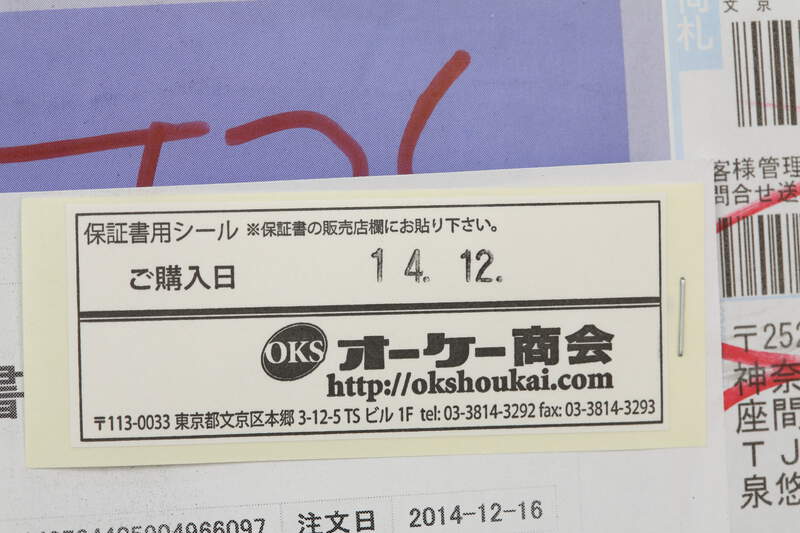 文京
荷札
客様管理
問合せ送
保証書用シール ※保証書の販売店欄にお貼り下さい。
ご購入日 14. 12.
OKS オーケー商会
http://okshoukai.com
〒113-0033 東京都文京区本郷 3-12-5 TS ビル 1F tel: 03-3814-3292 fax: 03-3814-3293
〒252
神奈
座間
TJ
泉悠
書
注文日 2014-12-16